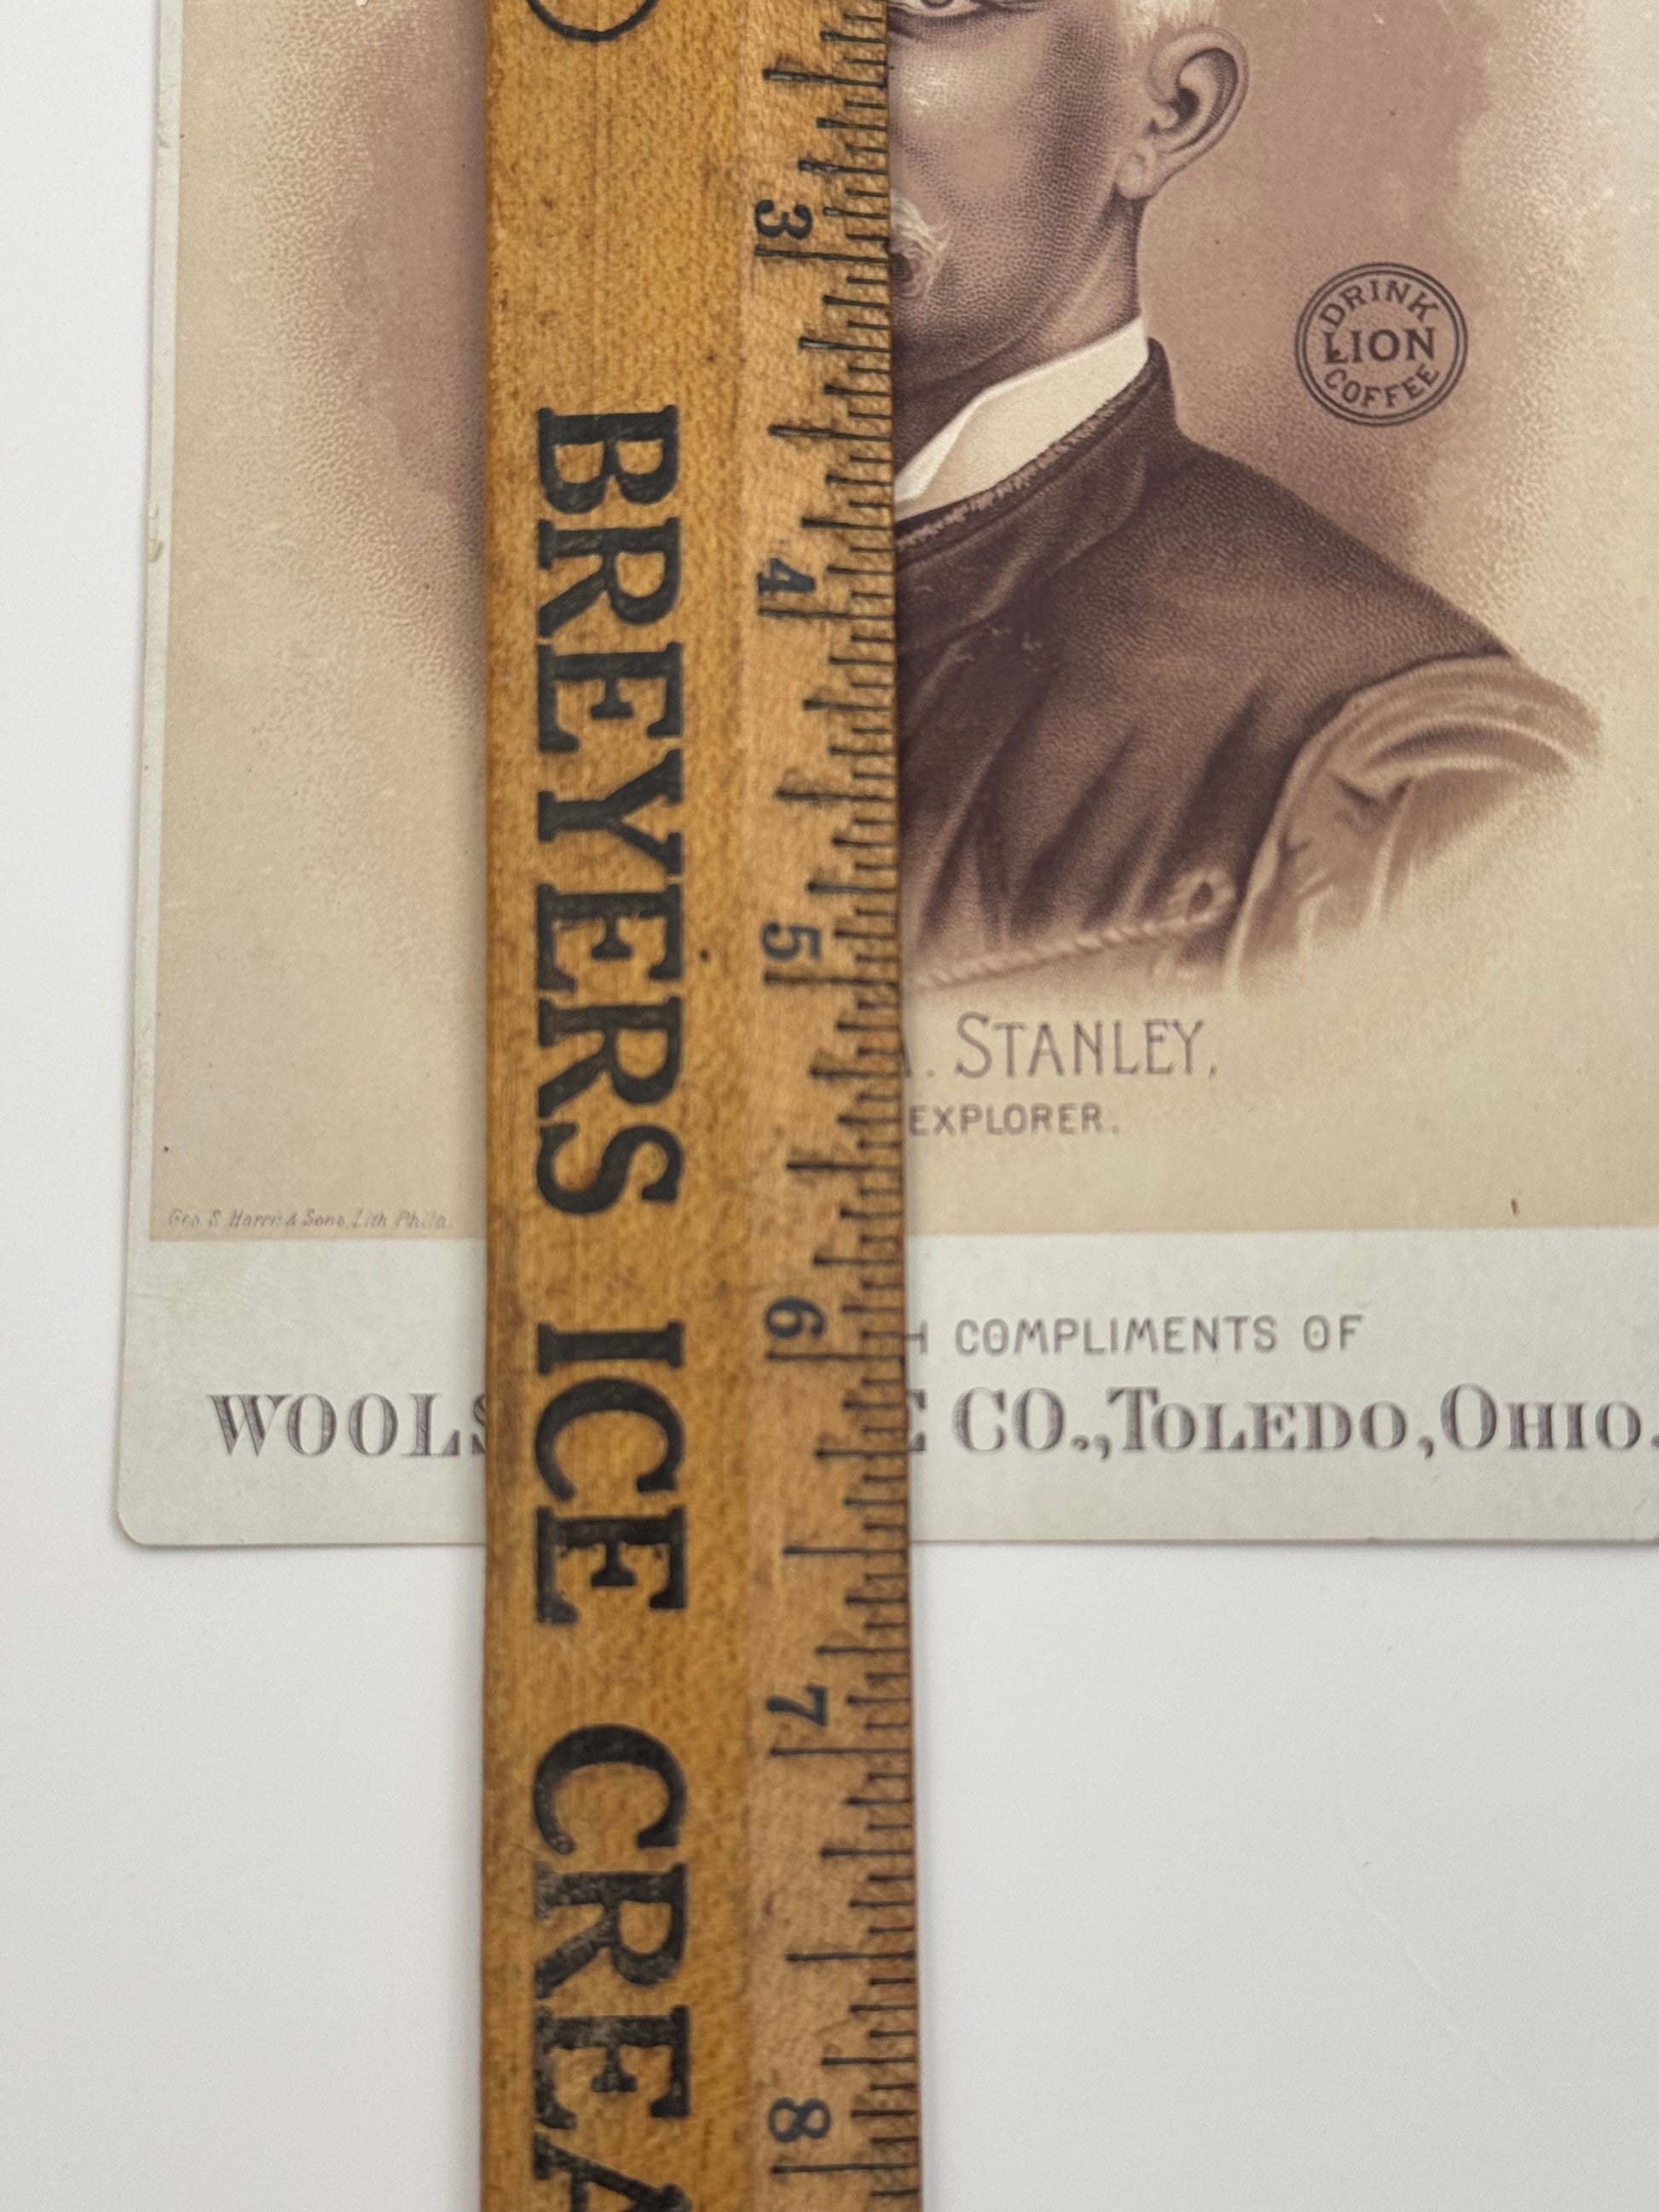 DRINK
LION
COFFEE
3
4
5
6
7
8
BREYERS ICE CREA
. STANLEY,
EXPLORER.
Geo. S. Harris & Sons, Lith. Phila.
H COMPLIMENTS OF
WOOLS E CO., TOLEDO, OHIO.